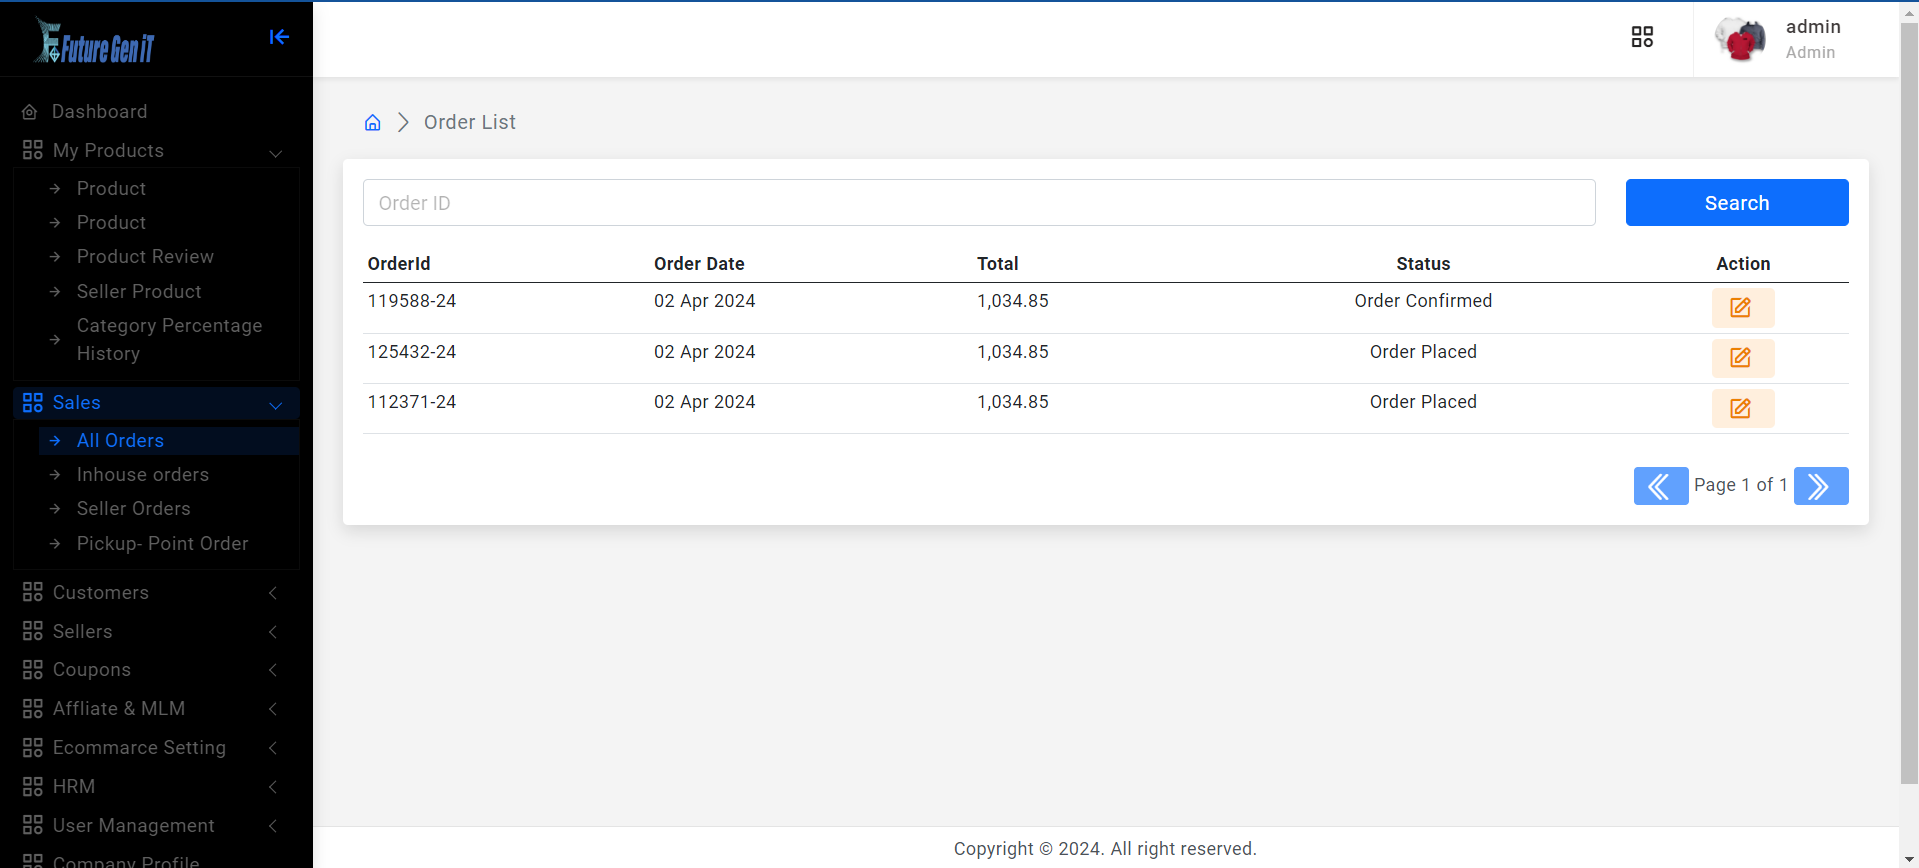 Future Gen iT
admin
Admin
Dashboard
My Products
Product
Product
Product Review
Seller Product
Category Percentage
History
Sales
All Orders
Inhouse orders
Seller Orders
Pickup- Point Order
Customers
Sellers
Coupons
Affliate & MLM
Ecommarce Setting
HRM
User Management
Company Profile
Order List
Order ID
Search
OrderId Order Date Total Status Action
119588-24 02 Apr 2024 1,034.85 Order Confirmed
125432-24 02 Apr 2024 1,034.85 Order Placed
112371-24 02 Apr 2024 1,034.85 Order Placed
Page 1 of 1
Copyright © 2024. All right reserved.